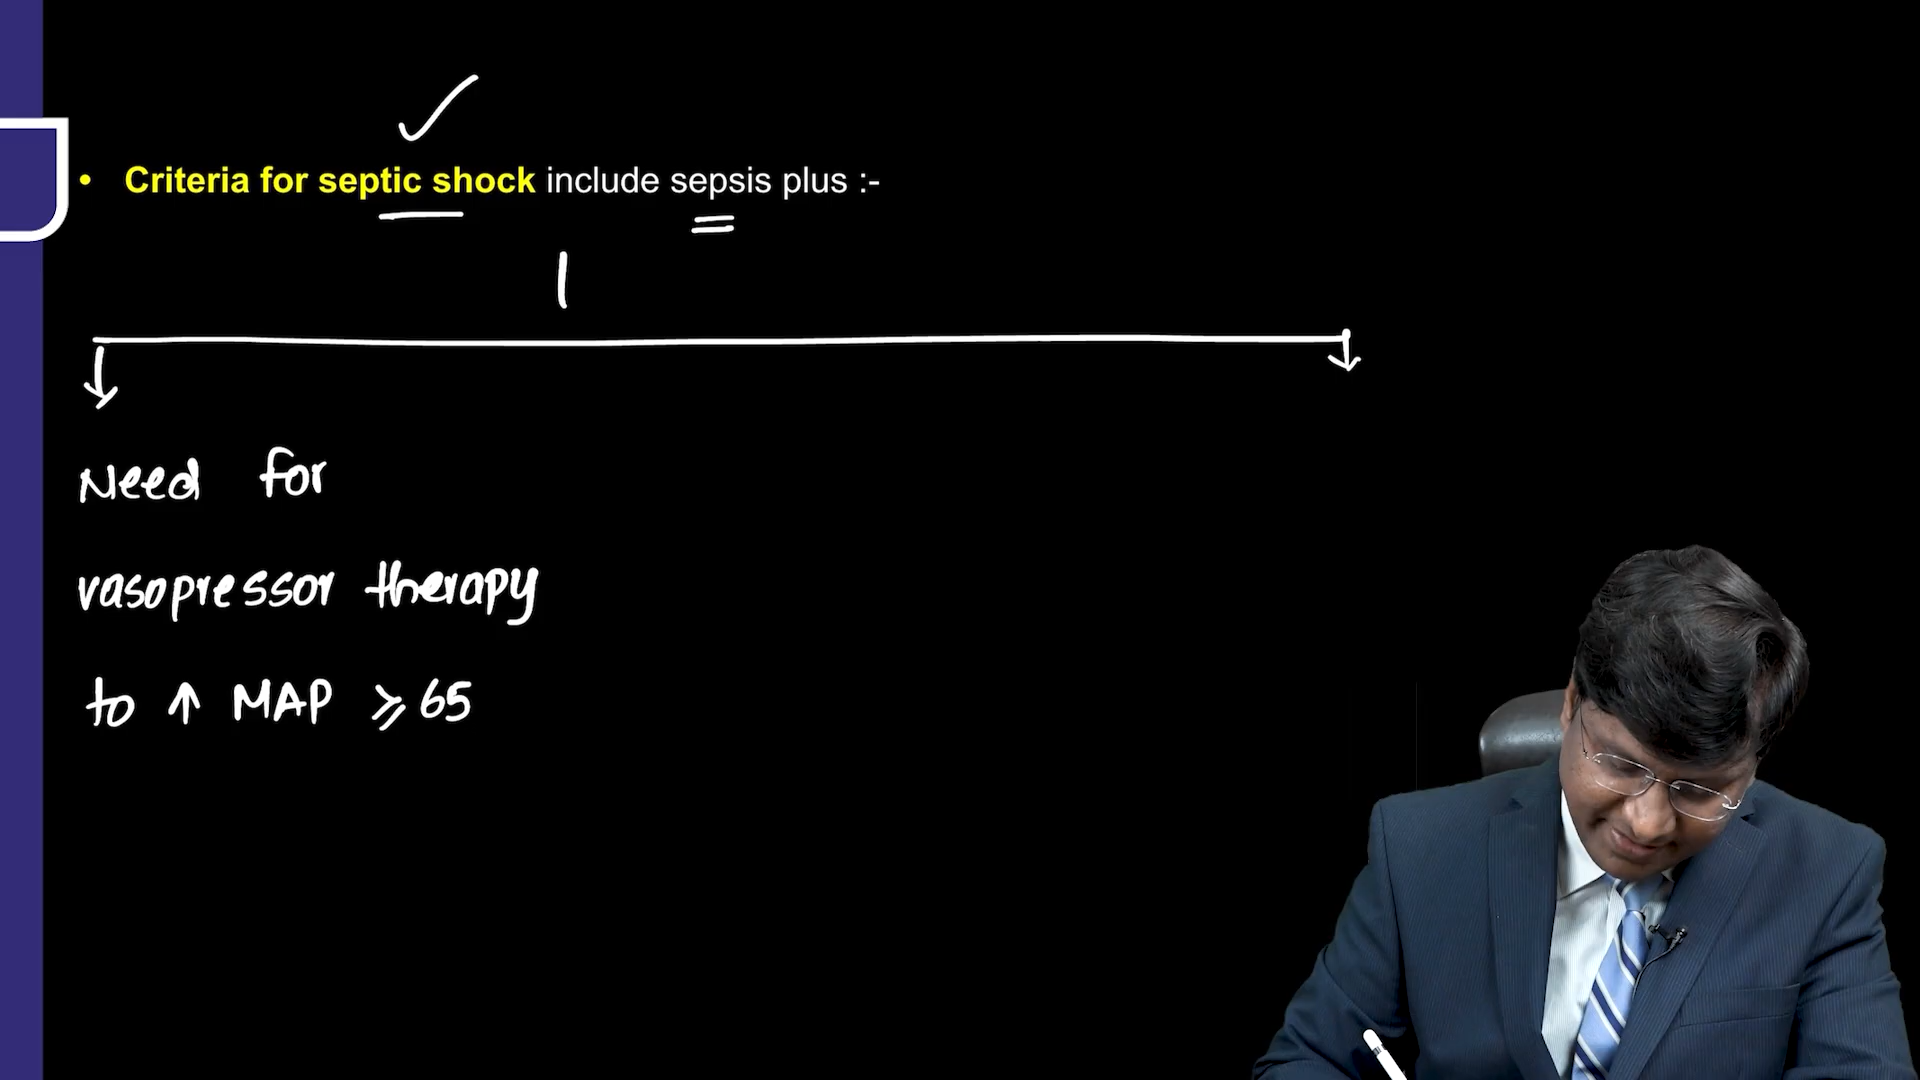 • Criteria for septic shock include sepsis plus :-
Need for
vasopressor therapy
to ↑ MAP ⩾ 65